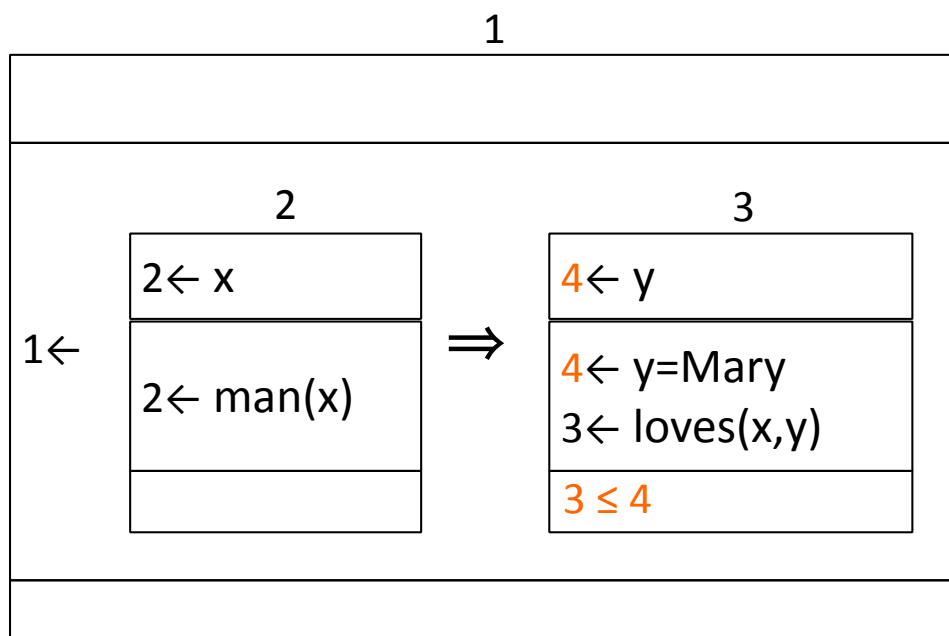 1
2
3
2← x
4← y
1←
⇒
2← man(x)
4← y=Mary
3← loves(x,y)
3 ≤ 4